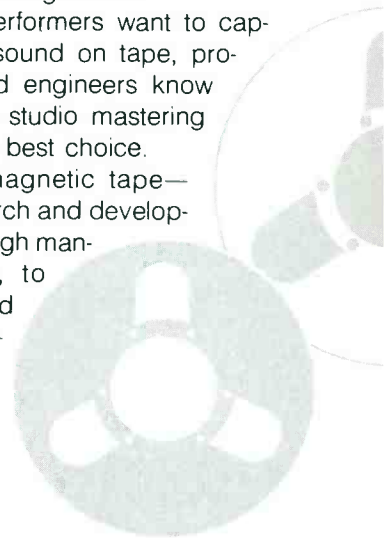 erformers want to cap-
sound on tape, pro-
d engineers know
studio mastering
best choice.
nagnetic tape—
rch and develop-
gh man-
, to
d